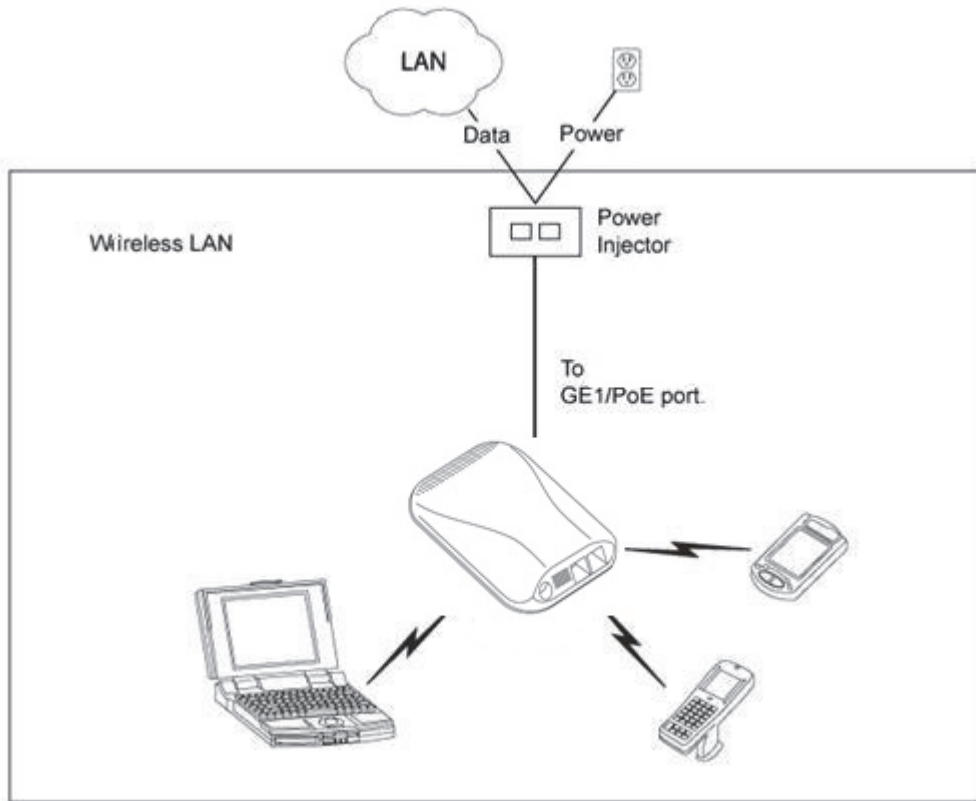 LAN
Data
Power
Power
Injector
Wireless LAN
To
GE1/PoE port.